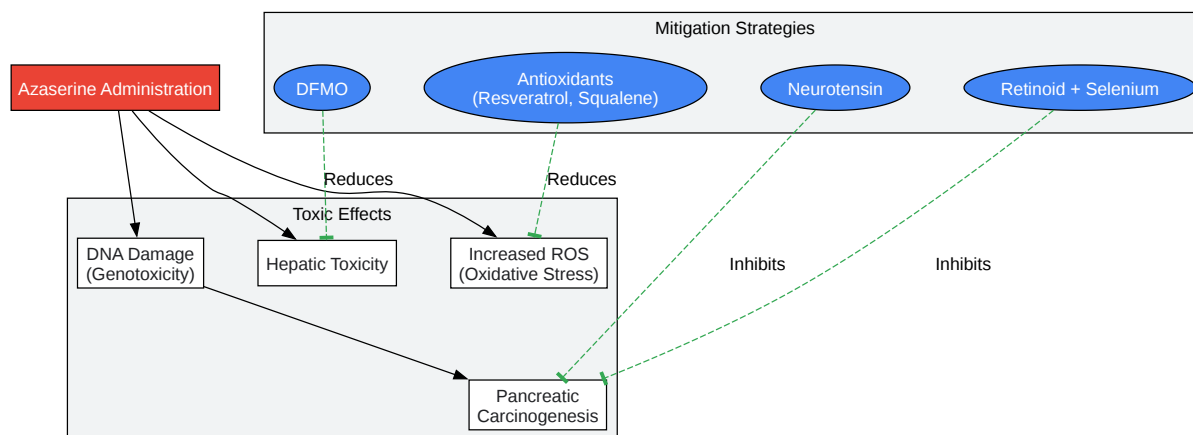 Mitigation Strategies
Azaserine Administration
DFMO
Antioxidants
(Resveratrol, Squalene)
Neurotensin
Retinoid + Selenium
Reduces
Reduces
Toxic Effects
DNA Damage
(Genotoxicity)
Hepatic Toxicity
Increased ROS
(Oxidative Stress)
Inhibits
Inhibits
Pancreatic
Carcinogenesis